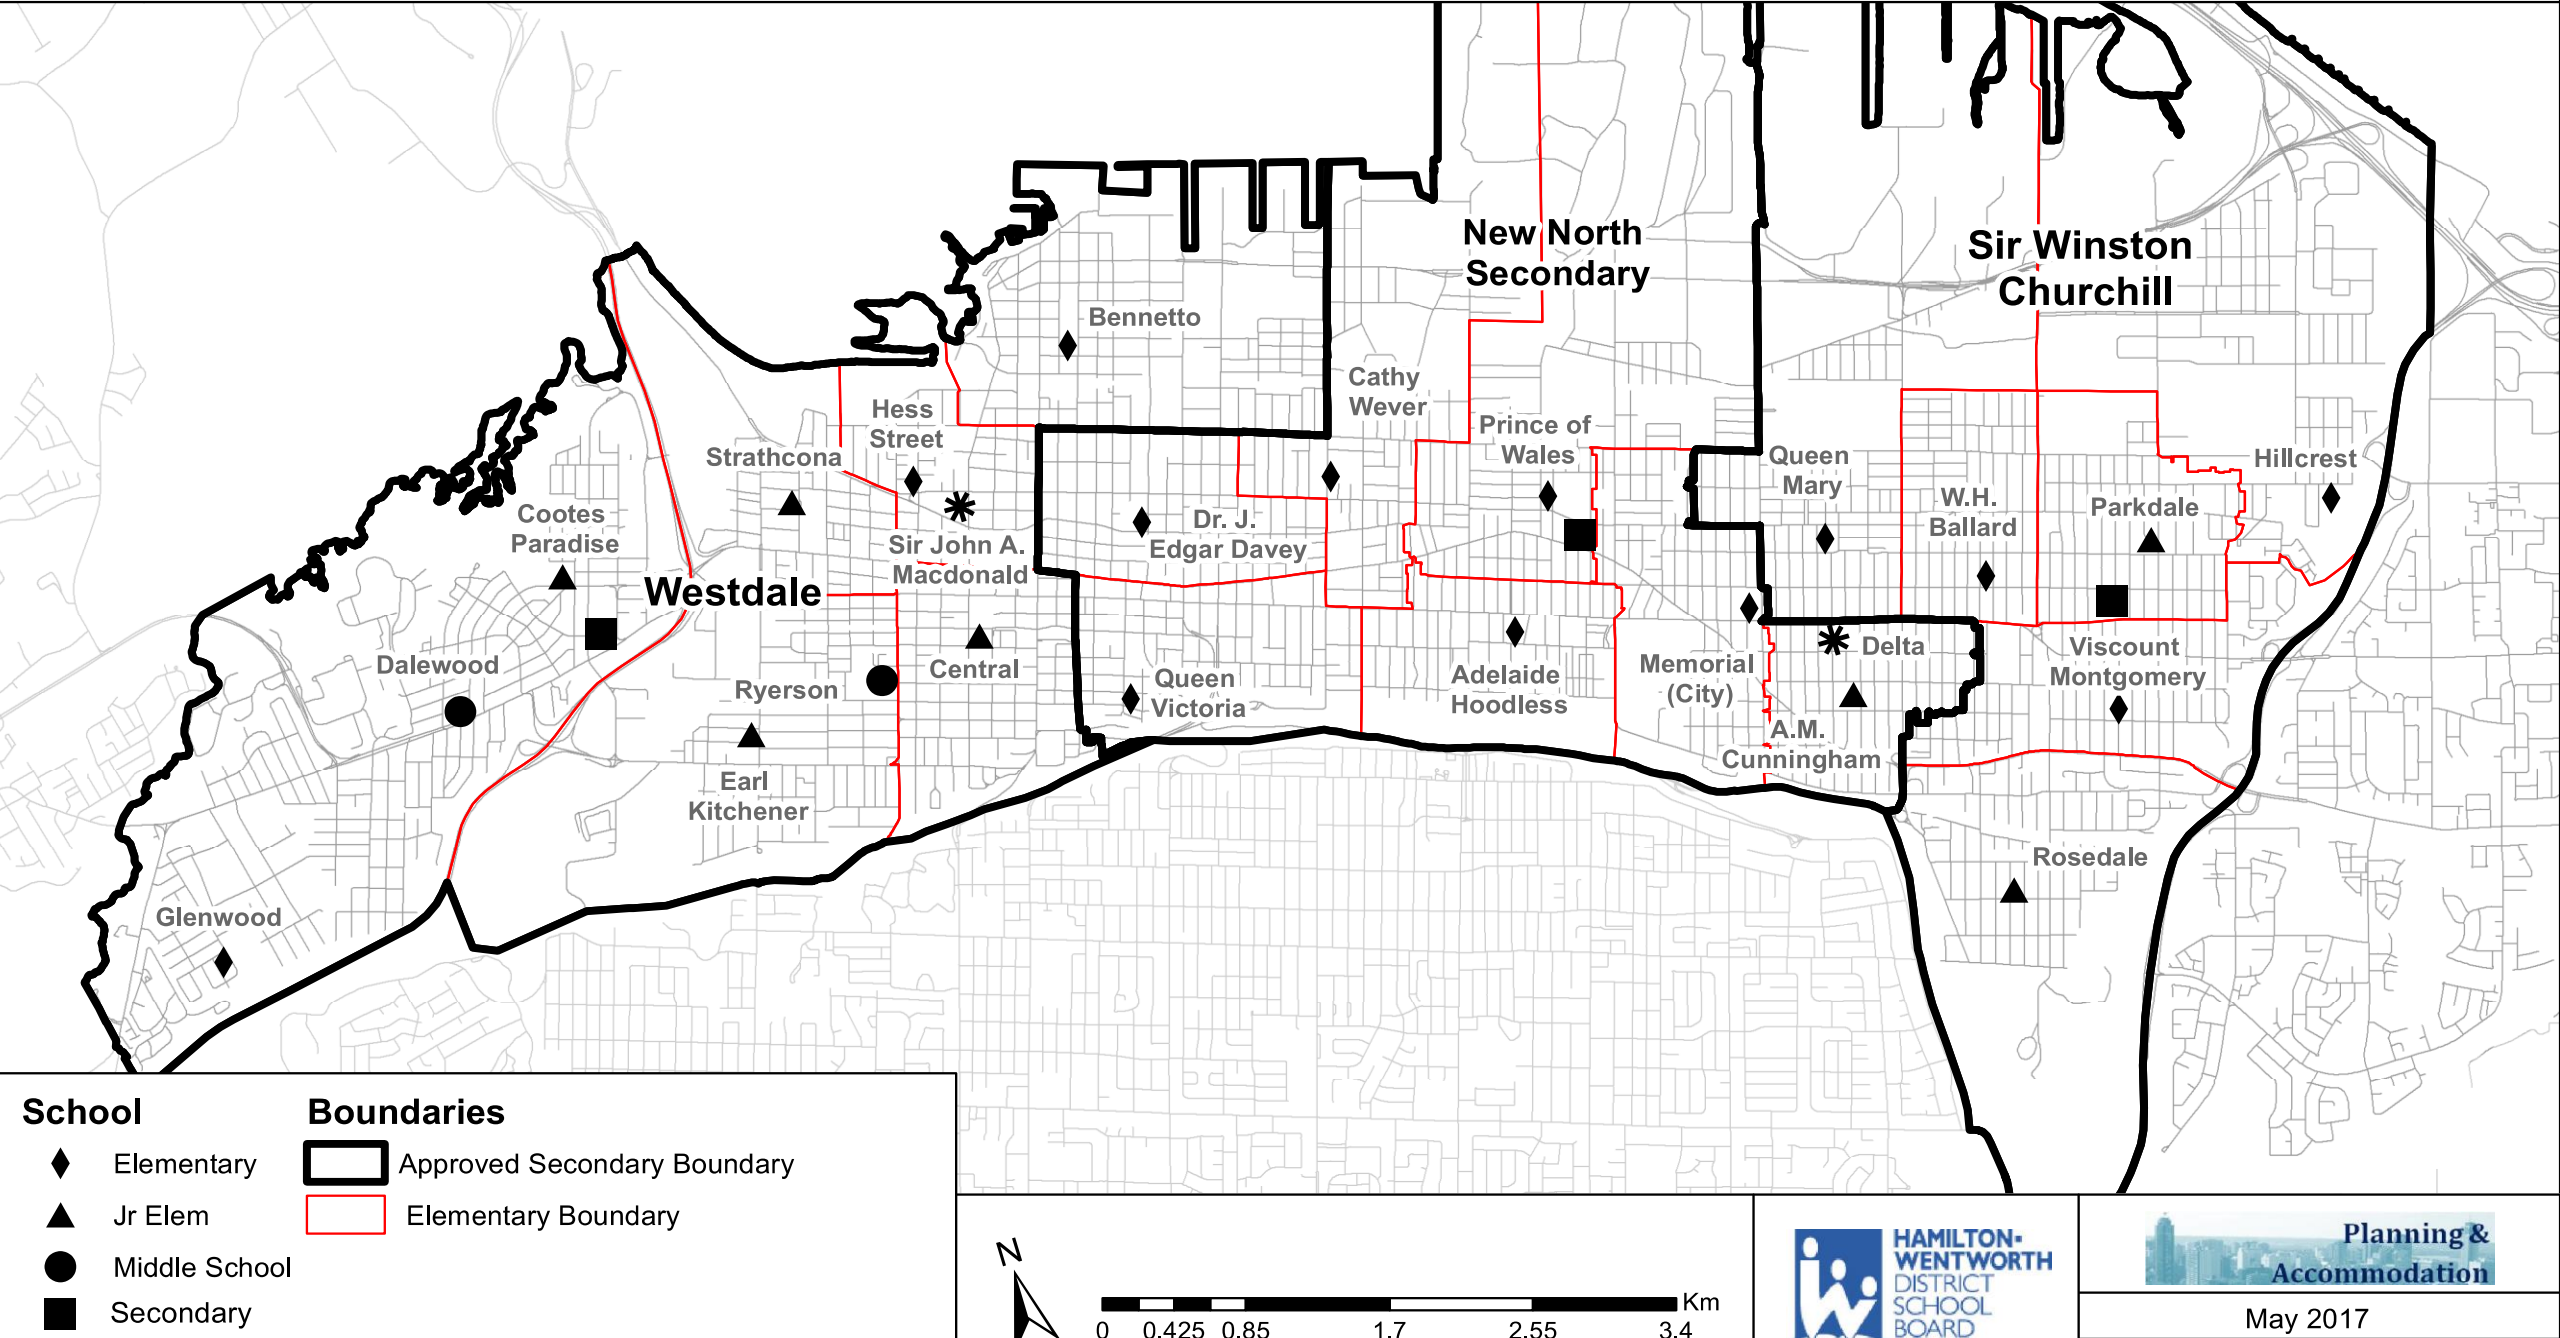 New North
Secondary
Sir Winston
Churchill
Bennetto
Cathy
Wever
Hess
Street
Prince of
Wales
Strathcona
Queen
Mary
Hillcrest
W.H.
Ballard
Parkdale
Cootes
Paradise
Dr. J.
Edgar Davey
Sir John A.
Macdonald
Westdale
Dalewood
Central
Ryerson
Queen
Victoria
Adelaide
Hoodless
Memorial
(City)
Delta
Viscount
Montgomery
A.M.
Cunningham
Earl
Kitchener
Rosedale
Glenwood
School
Elementary
Jr Elem
Middle School
Secondary
Boundaries
Approved Secondary Boundary
Elementary Boundary
N
Km
0 0.425 0.85 1.7 2.55 3.4
HAMILTON-
WENTWORTH
DISTRICT
SCHOOL
BOARD
Planning &
Accommodation
May 2017